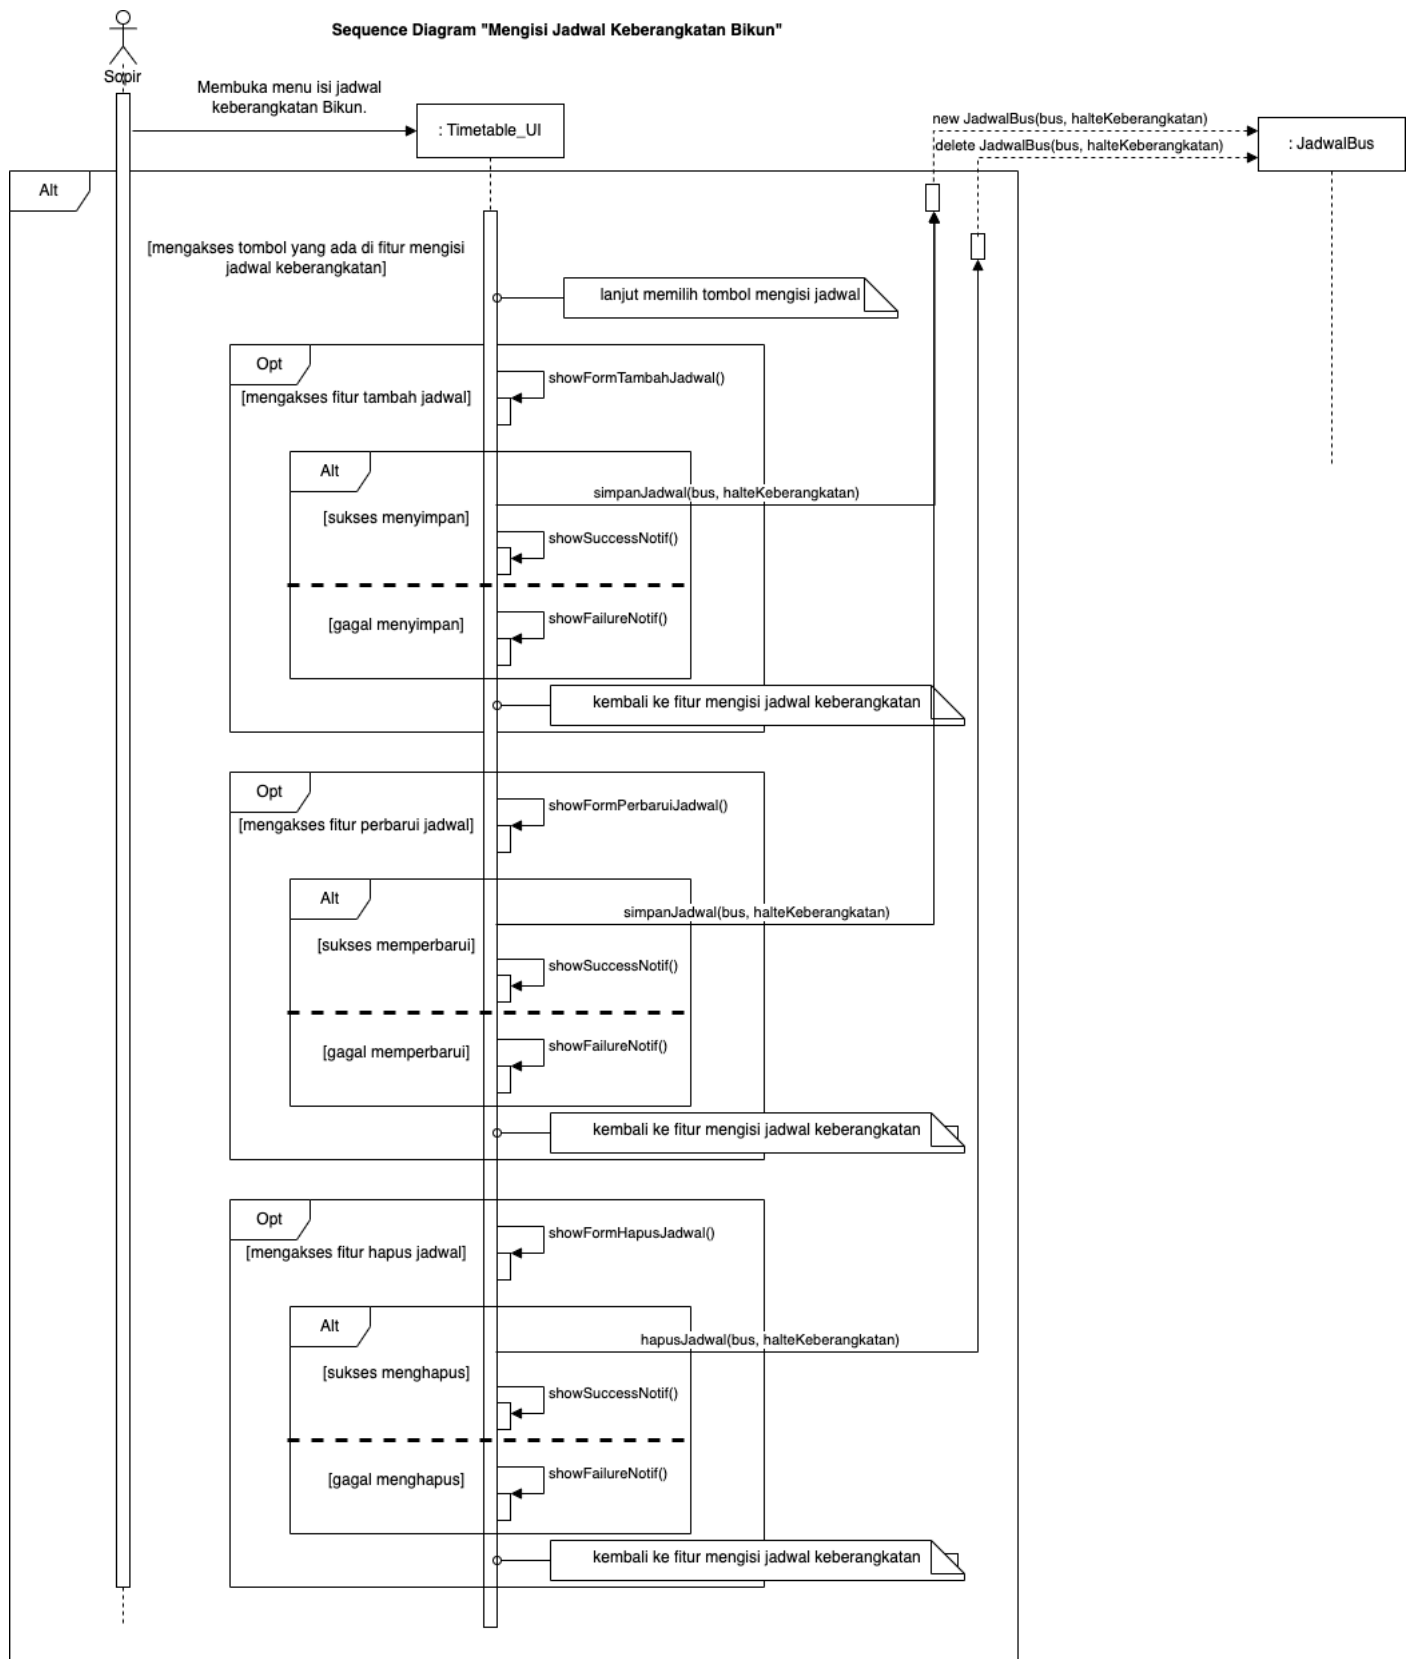 Sequence Diagram "Mengisi Jadwal Keberangkatan Bikun"
Sopir
Membuka menu isi jadwal
keberangkatan Bikun.
: Timetable_UI
new JadwalBus(bus, halteKeberangkatan)
delete JadwalBus(bus, halteKeberangkatan)
: JadwalBus
Alt
[mengakses tombol yang ada di fitur mengisi
jadwal keberangkatan]
lanjut memilih tombol mengisi jadwal
Opt
showFormTambahJadwal()
[mengakses fitur tambah jadwal]
Alt
simpanJadwal(bus, halteKeberangkatan)
[sukses menyimpan]
showSuccessNotif()
[gagal menyimpan]
showFailureNotif()
kembali ke fitur mengisi jadwal keberangkatan
Opt
showFormPerbaruiJadwal()
[mengakses fitur perbarui jadwal]
Alt
simpanJadwal(bus, halteKeberangkatan)
[sukses memperbarui]
showSuccessNotif()
[gagal memperbarui]
showFailureNotif()
kembali ke fitur mengisi jadwal keberangkatan
Opt
showFormHapusJadwal()
[mengakses fitur hapus jadwal]
Alt
hapusJadwal(bus, halteKeberangkatan)
[sukses menghapus]
showSuccessNotif()
[gagal menghapus]
showFailureNotif()
kembali ke fitur mengisi jadwal keberangkatan